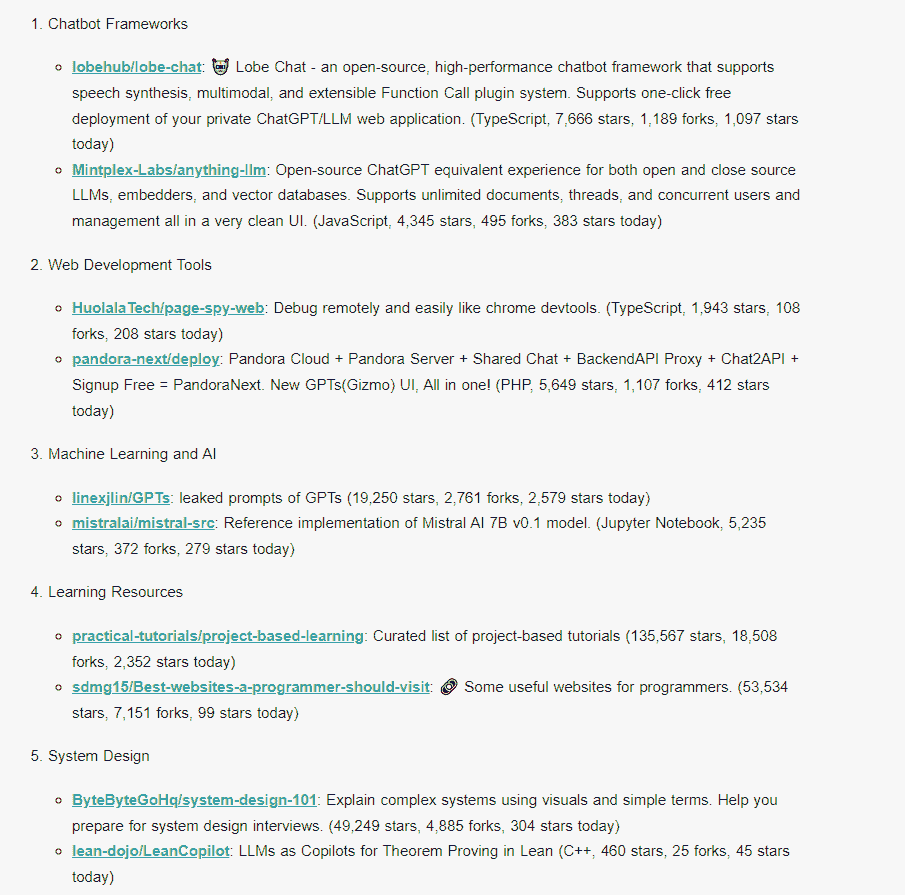 1. Chatbot Frameworks
lobehub/lobe-chat: 🤯 Lobe Chat - an open-source, high-performance chatbot framework that supports
speech synthesis, multimodal, and extensible Function Call plugin system. Supports one-click free
deployment of your private ChatGPT/LLM web application. (TypeScript, 7,666 stars, 1,189 forks, 1,097 stars
today)
Mintplex-Labs/anything-llm: Open-source ChatGPT equivalent experience for both open and close source
LLMs, embedders, and vector databases. Supports unlimited documents, threads, and concurrent users and
management all in a very clean UI. (JavaScript, 4,345 stars, 495 forks, 383 stars today)
2. Web Development Tools
HuolalaTech/page-spy-web: Debug remotely and easily like chrome devtools. (TypeScript, 1,943 stars, 108
forks, 208 stars today)
pandora-next/deploy: Pandora Cloud + Pandora Server + Shared Chat + BackendAPI Proxy + Chat2API +
Signup Free = PandoraNext. New GPTs(Gizmo) UI, All in one! (PHP, 5,649 stars, 1,107 forks, 412 stars
today)
3. Machine Learning and AI
linexjlin/GPTs: leaked prompts of GPTs (19,250 stars, 2,761 forks, 2,579 stars today)
mistralai/mistral-src: Reference implementation of Mistral AI 7B v0.1 model. (Jupyter Notebook, 5,235
stars, 372 forks, 279 stars today)
4. Learning Resources
practical-tutorials/project-based-learning: Curated list of project-based tutorials (135,567 stars, 18,508
forks, 2,352 stars today)
sdmg15/Best-websites-a-programmer-should-visit: 🔗 Some useful websites for programmers. (53,534
stars, 7,151 forks, 99 stars today)
5. System Design
ByteByteGoHq/system-design-101: Explain complex systems using visuals and simple terms. Help you
prepare for system design interviews. (49,249 stars, 4,885 forks, 304 stars today)
lean-dojo/LeanCopilot: LLMs as Copilots for Theorem Proving in Lean (C++, 460 stars, 25 forks, 45 stars
today)